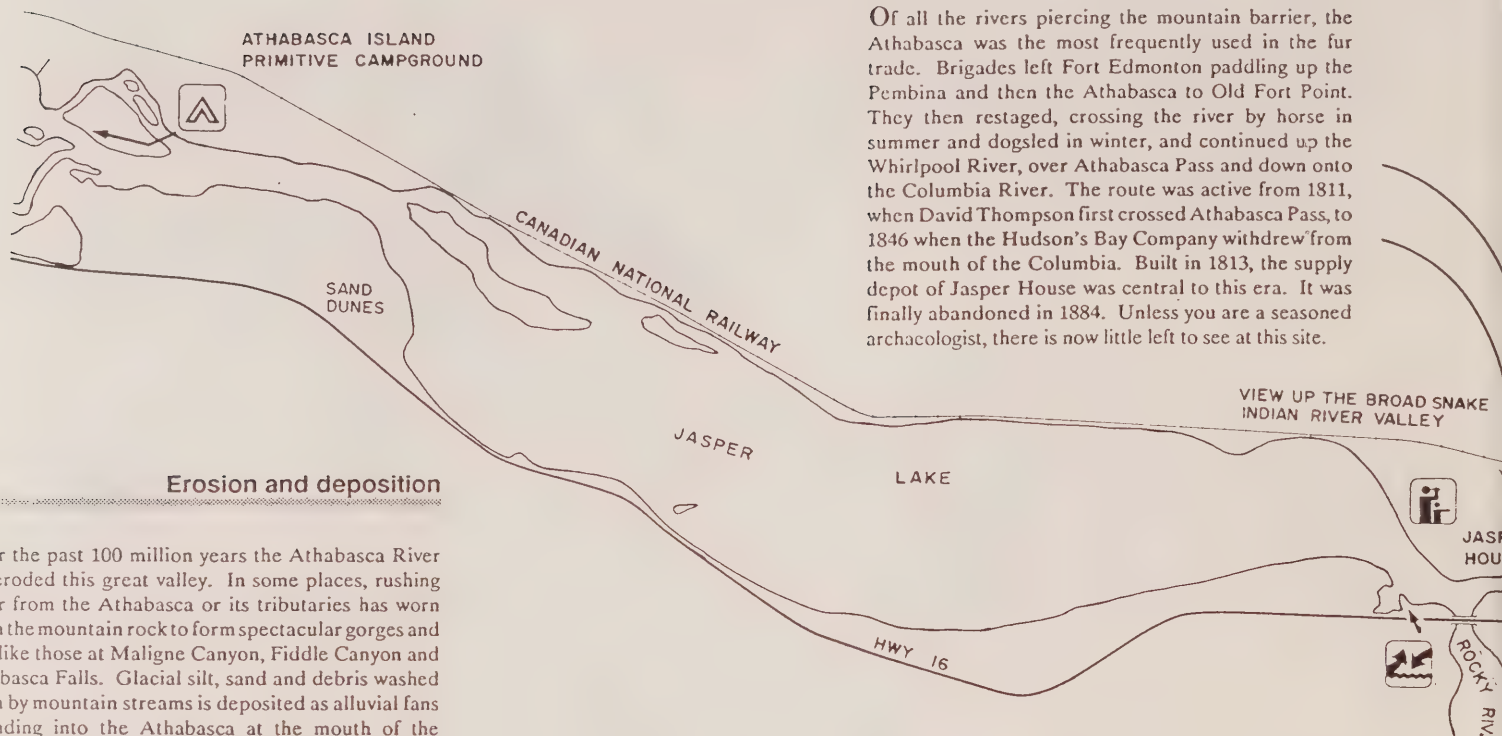 ATHABASCA ISLAND
PRIMITIVE CAMPGROUND
Of all the rivers piercing the mountain barrier, the
Athabasca was the most frequently used in the fur
trade. Brigades left Fort Edmonton paddling up the
Pembina and then the Athabasca to Old Fort Point.
They then restaged, crossing the river by horse in
summer and dogsled in winter, and continued up the
Whirlpool River, over Athabasca Pass and down onto
the Columbia River. The route was active from 1811,
when David Thompson first crossed Athabasca Pass, to
1846 when the Hudson's Bay Company withdrew from
the mouth of the Columbia. Built in 1813, the supply
depot of Jasper House was central to this era. It was
finally abandoned in 1884. Unless you are a seasoned
archaeologist, there is now little left to see at this site.
CANADIAN NATIONAL RAILWAY
SAND
DUNES
VIEW UP THE BROAD SNAKE
INDIAN RIVER VALLEY
JASPER
LAKE
HWY 16
ROCKY
Erosion and deposition
the past 100 million years the Athabasca River
eroded this great valley. In some places, rushing
from the Athabasca or its tributaries has worn
the mountain rock to form spectacular gorges and
like those at Maligne Canyon, Fiddle Canyon and
Falls. Glacial silt, sand and debris washed
by mountain streams is deposited as alluvial fans
into the Athabasca at the mouth of the